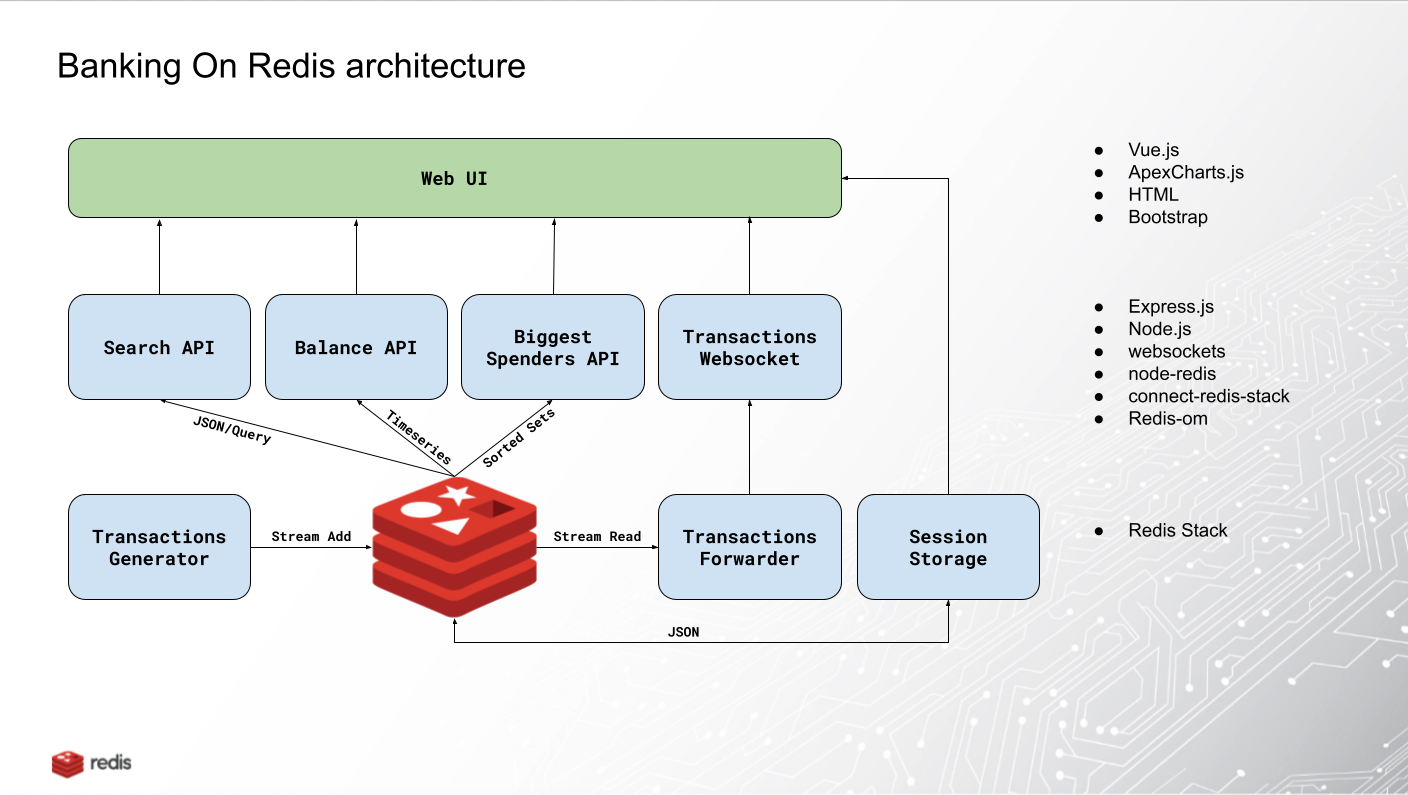 Banking On Redis architecture
Web UI
Vue.js
ApexCharts.js
HTML
Bootstrap
Search API
Balance API
Biggest
Spenders API
Transactions
Websocket
Express.js
Node.js
websockets
node-redis
connect-redis-stack
Redis-om
JSON/Query
Timeseries
Sorted Sets
Transactions
Generator
Stream Add
Stream Read
Transactions
Forwarder
Session
Storage
Redis Stack
JSON
redis